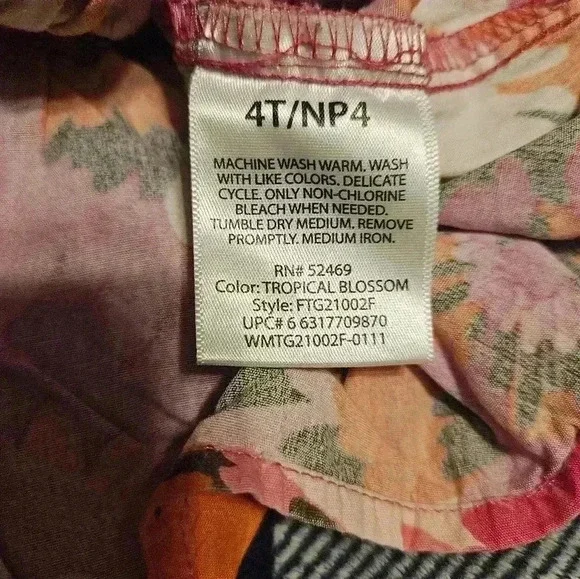 4T/NP4
MACHINE WASH WARM. WASH
WITH LIKE COLORS. DELICATE
CYCLE. ONLY NON-CHLORINE
BLEACH WHEN NEEDED.
TUMBLE DRY MEDIUM. REMOVE
PROMPTLY. MEDIUM IRON.
RN# 52469
Color: TROPICAL BLOSSOM
Style: FTG21002F
UPC# 6 6317709870
WMTG21002F-0111